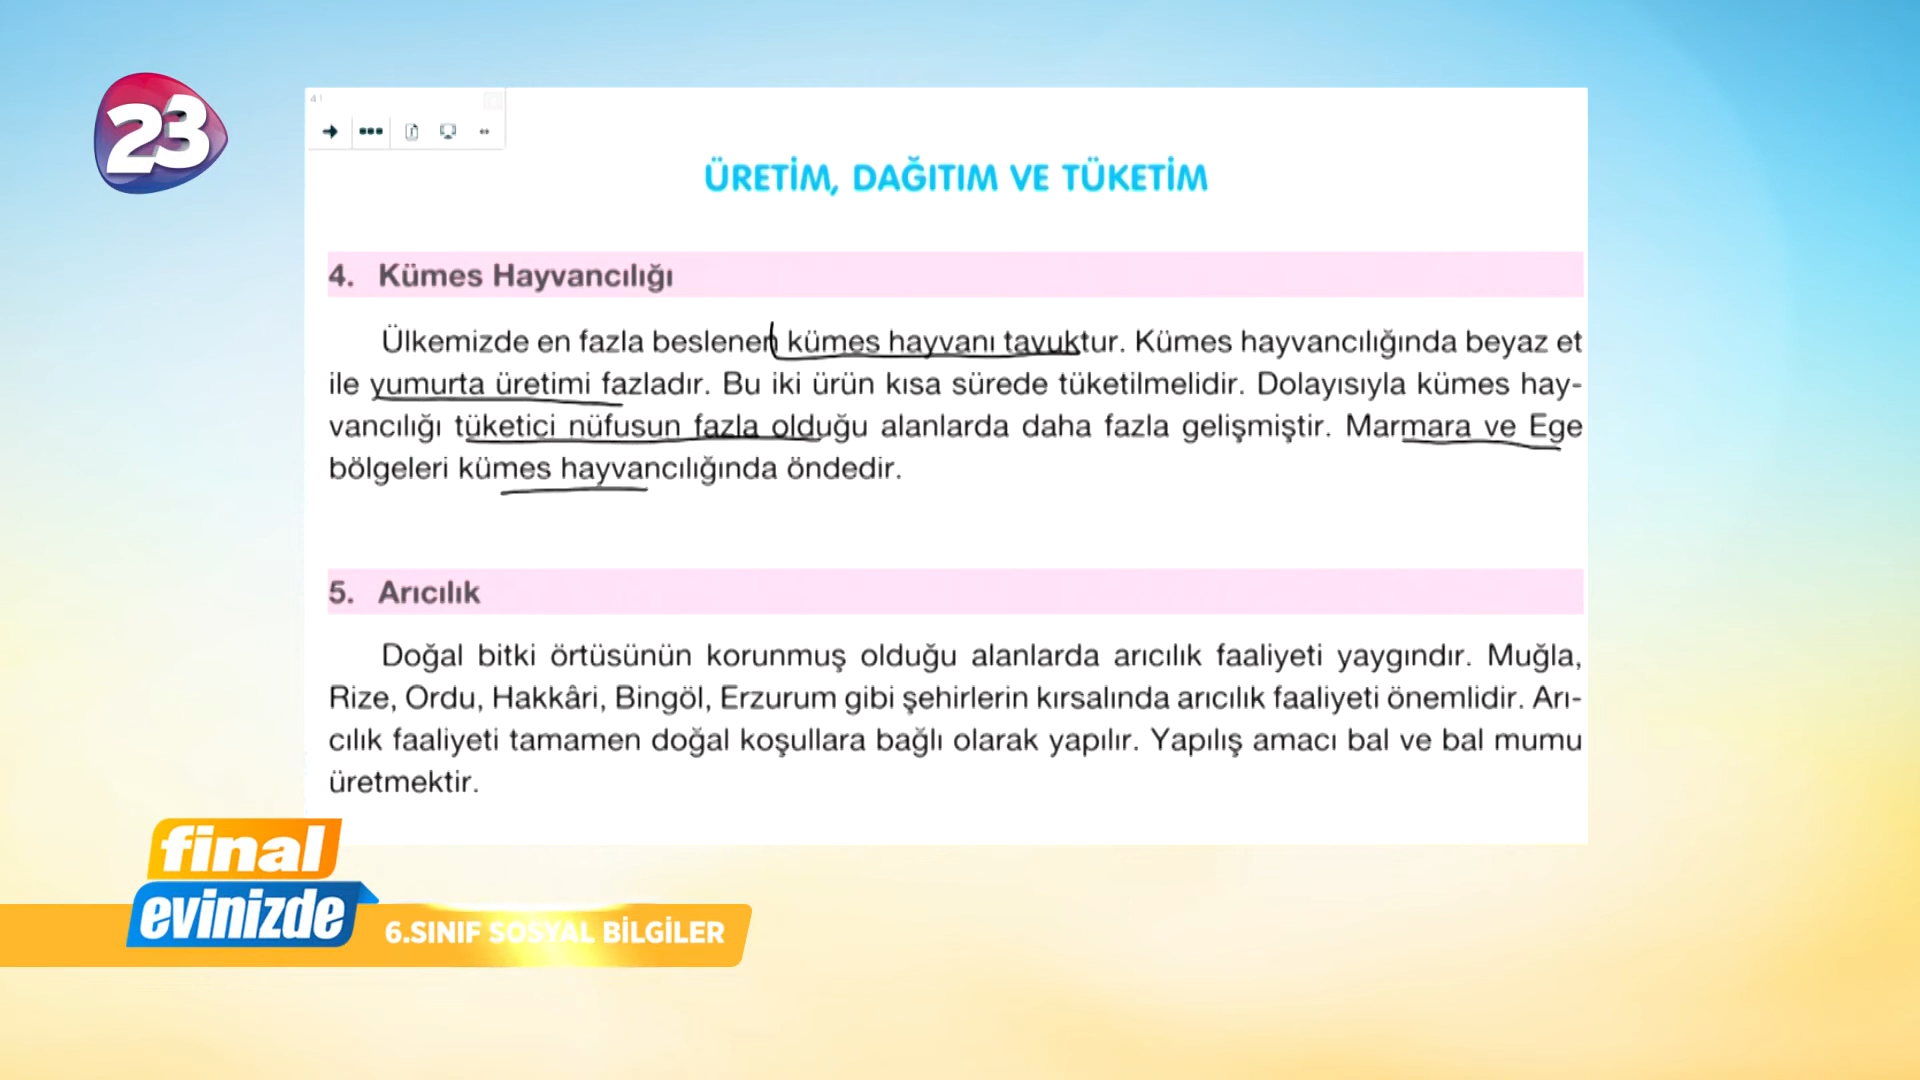 23
41
ÜRETİM, DAĞITIM VE TÜKETİM
4. Kümes Hayvancılığı
Ülkemizde en fazla beslenen kümes hayvanı tavuktur. Kümes hayvancılığında beyaz et
ile yumurta üretimi fazladır. Bu iki ürün kısa sürede tüketilmelidir. Dolayısıyla kümes hay-
vancılığı tüketici nüfusun fazla olduğu alanlarda daha fazla gelişmiştir. Marmara ve Ege
bölgeleri kümes hayvancılığında öndedir.
5. Arıcılık
Doğal bitki örtüsünün korunmuş olduğu alanlarda arıcılık faaliyeti yaygındır. Muğla,
Rize, Ordu, Hakkâri, Bingöl, Erzurum gibi şehirlerin kırsalında arıcılık faaliyeti önemlidir. Arı-
cılık faaliyeti tamamen doğal koşullara bağlı olarak yapılır. Yapılış amacı bal ve bal mumu
üretmektir.
final
evinizde
6.SINIF SOSYAL BİLGİLER